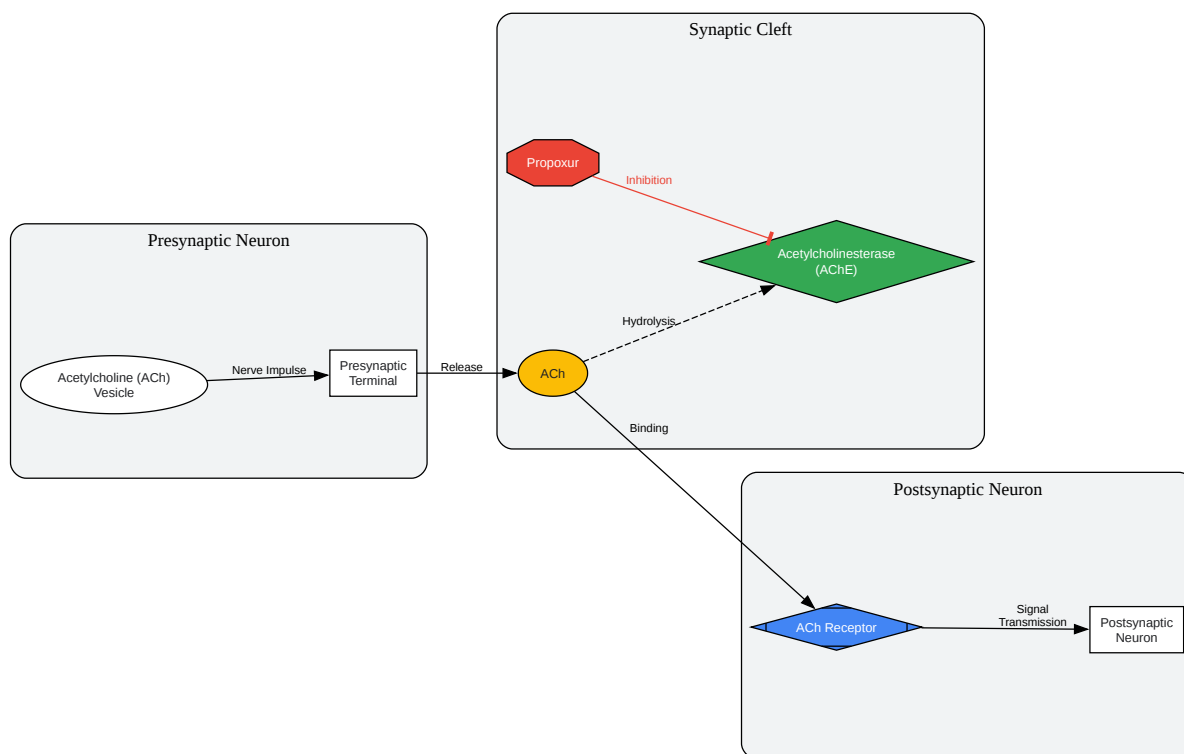 Synaptic Cleft
Propoxur
Inhibition
Acetylcholinesterase
(AChE)
Presynaptic Neuron
Hydrolysis
Acetylcholine (ACh)
Vesicle
Nerve Impulse
Presynaptic
Terminal
Release
ACh
Binding
Postsynaptic Neuron
ACh Receptor
Signal
Transmission
Postsynaptic
Neuron